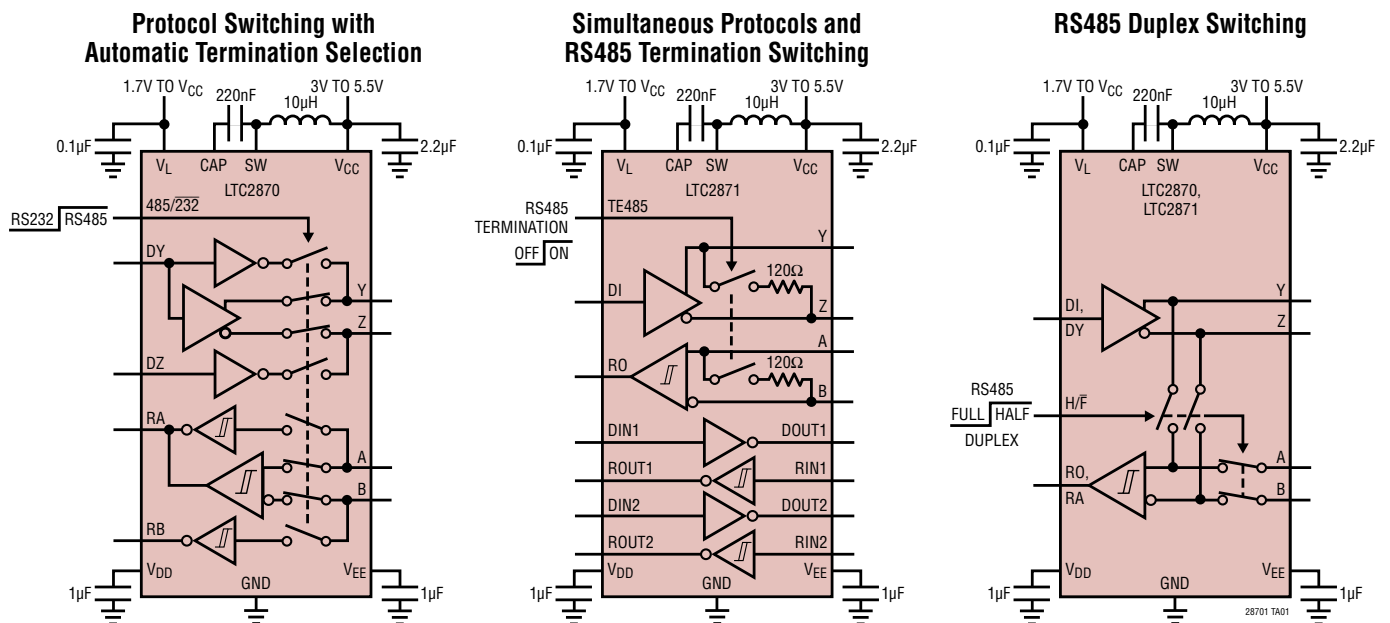 Protocol Switching with
Automatic Termination Selection
1.7V TO VCC
220nF
10µH
3V TO 5.5V
0.1µF
2.2µF
VL
CAP
SW
VCC
LTC2870
485/232
RS232
RS485
DY
Y
Z
DZ
RA
A
B
RB
VDD
VEE
1µF
GND
1µF
Simultaneous Protocols and
RS485 Termination Switching
1.7V TO VCC
220nF
10µH
3V TO 5.5V
0.1µF
2.2µF
VL
CAP
SW
VCC
LTC2871
RS485
TERMINATION
OFF
ON
TE485
Y
120Ω
DI
Z
A
RO
120Ω
B
DIN1
DOUT1
ROUT1
RIN1
DIN2
DOUT2
ROUT2
RIN2
VDD
VEE
1µF
GND
1µF
RS485 Duplex Switching
1.7V TO VCC
220nF
10µH
3V TO 5.5V
0.1µF
2.2µF
VL
CAP
SW
VCC
LTC2870,
LTC2871
DI,
DY
Y
Z
RS485
FULL
HALF
DUPLEX
H/F
A
RO,
RA
B
VDD
VEE
1µF
GND
1µF
28701 TA01